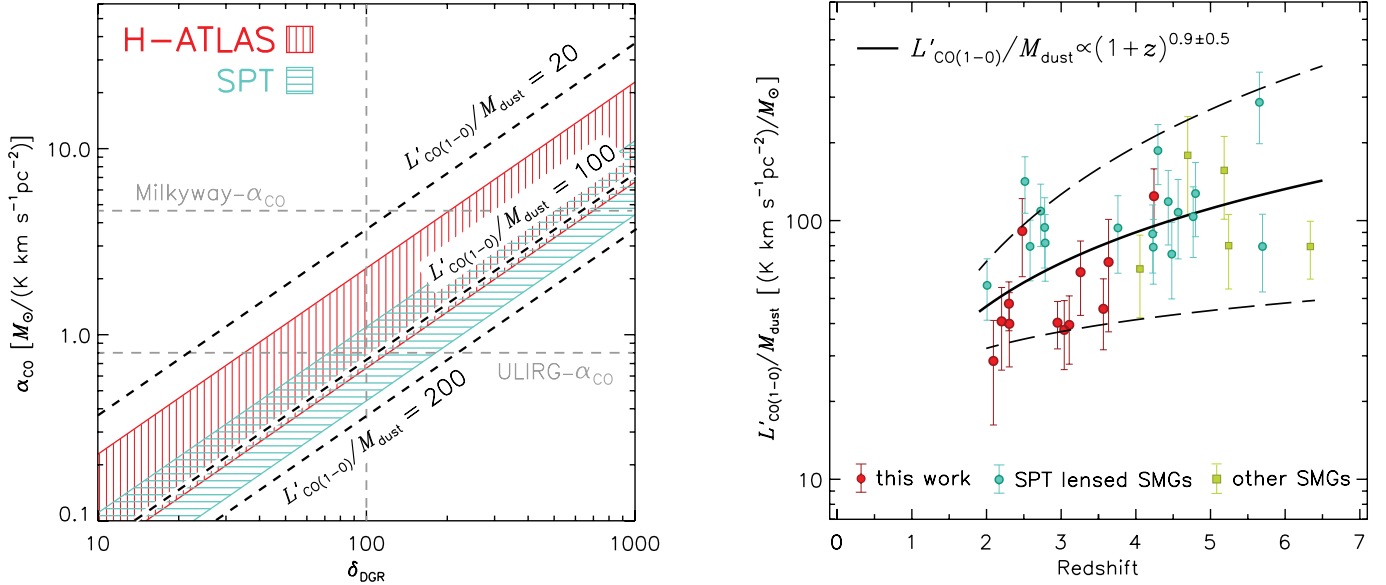 H−ATLAS
SPT
L′CO(1−0)/Mdust = 20
L′CO(1−0)/Mdust = 100
L′CO(1−0)/Mdust = 200
Milkyway−αCO
ULIRG−αCO
αCO [M⊙/(K km s−1pc−2)]
10.0
1.0
0.1
10
100
1000
δDGR
L′CO(1−0)/Mdust∝(1+z)0.9±0.5
L′CO(1−0)/Mdust [(K km s−1pc−2)/M⊙]
100
10
this work
SPT lensed SMGs
other SMGs
0
1
2
3
4
5
6
7
Redshift